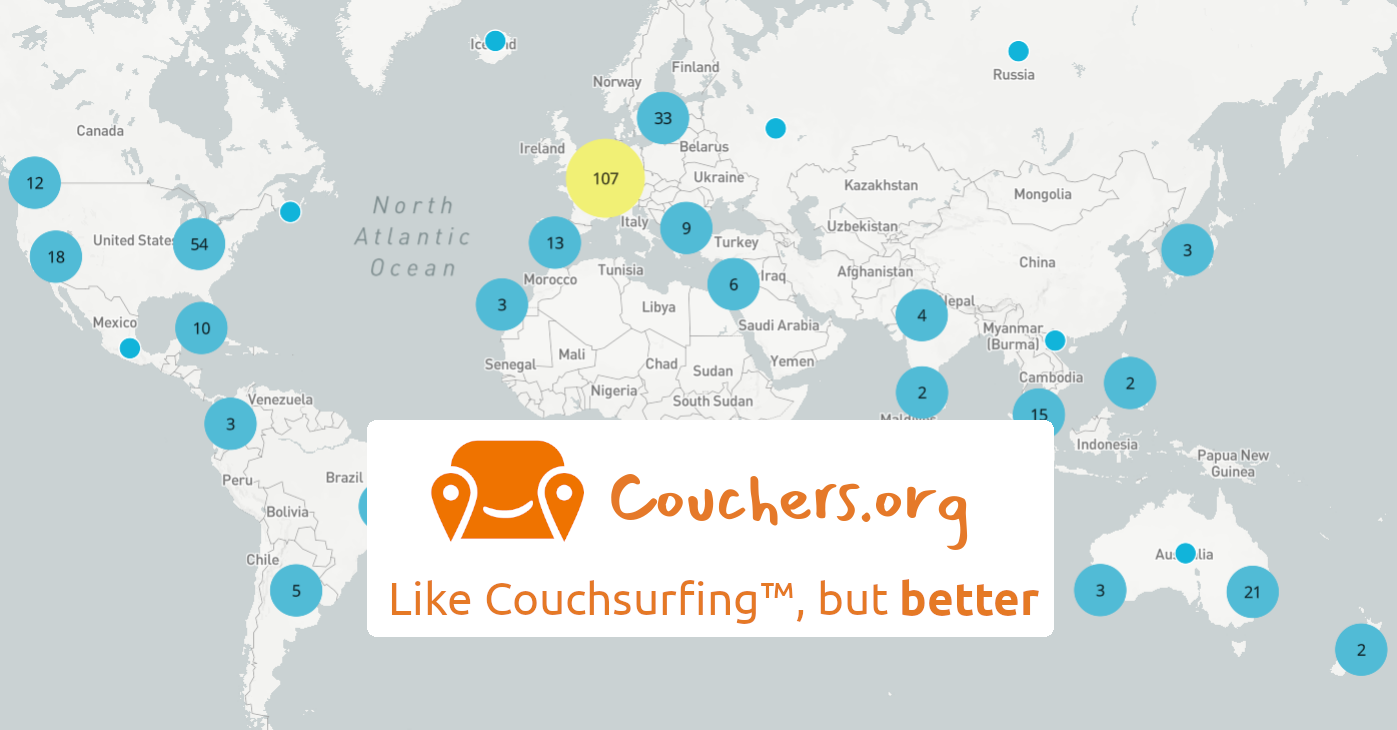 Iceland
Russia
Finland
Norway
33
Canada
Ireland
Belarus
107
Ukraine
12
Kazakhstan
Mongolia
North
Atlantic
Ocean
Italy
9
Uzbekistan
United States
54
13
Turkey
3
18
China
Tunisia
Afghanistan
Iraq
Morocco
6
Nepal
3
Libya
4
Mexico
10
Saudi Arabia
Myanmar
(Burma)
Mali
Senegal
Chad
Sudan
Yemen
Cambodia
2
Nigeria
2
Venezuela
South Sudan
Maldives
15
3
Indonesia
Papua New
Guinea
Peru
Brazil
Couchers.org
Bolivia
Australia
Chile
5
3
21
Like Couchsurfing™, but better
2